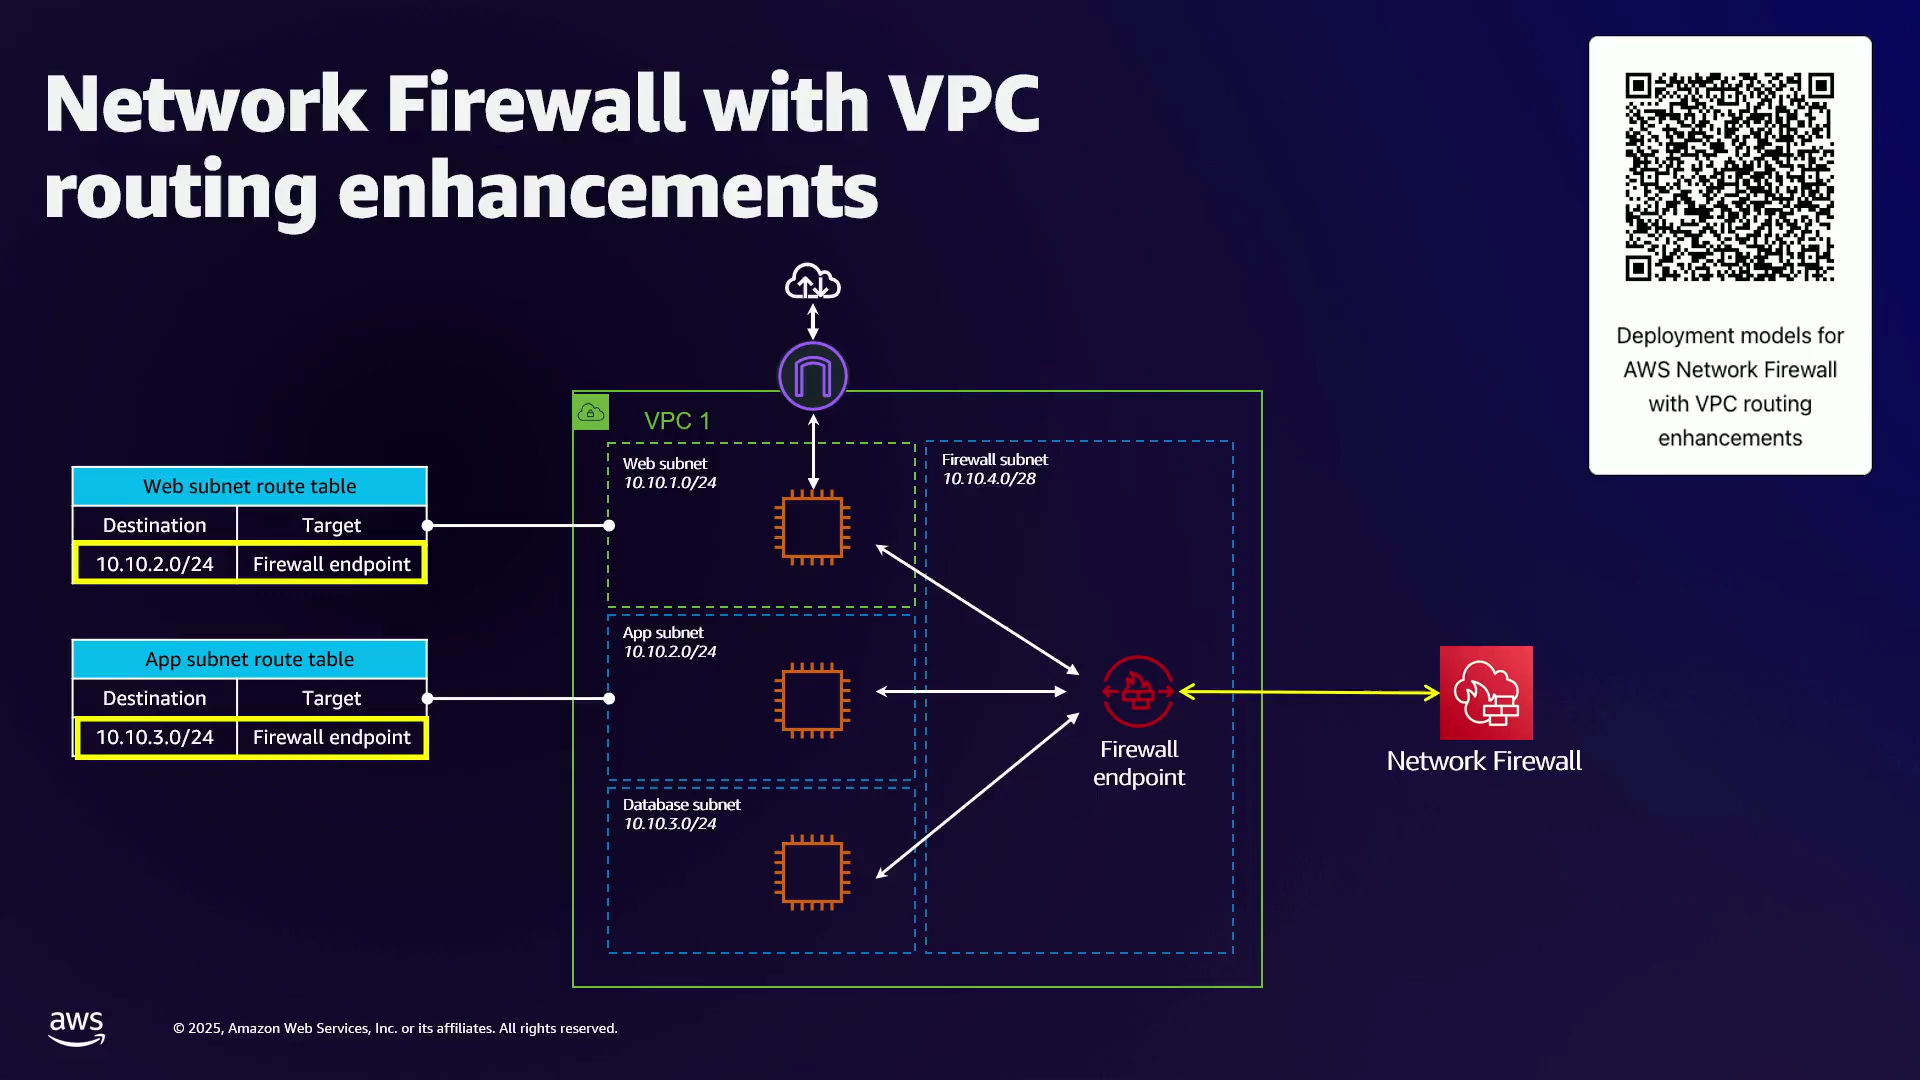 Network Firewall with VPC
routing enhancements
Deployment models for
AWS Network Firewall
with VPC routing
enhancements
VPC 1
Web subnet
10.10.1.0/24
Firewall subnet
10.10.4.0/28
Web subnet route table
Destination Target
10.10.2.0/24 Firewall endpoint
App subnet
10.10.2.0/24
App subnet route table
Destination Target
10.10.3.0/24 Firewall endpoint
Firewall
endpoint
Network Firewall
Database subnet
10.10.3.0/24
aws
© 2025, Amazon Web Services, Inc. or its affiliates. All rights reserved.